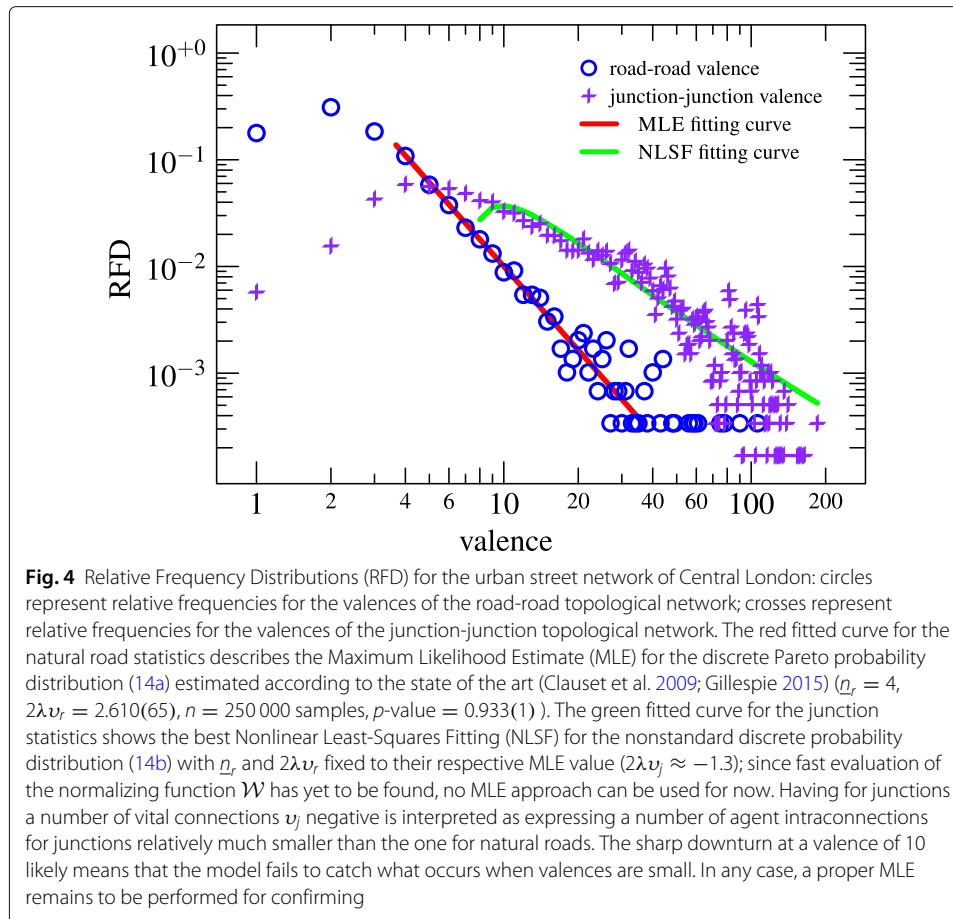 10+0
10−1
10−2
10−3
RFD
road-road valence
junction-junction valence
MLE fitting curve
NLSF fitting curve
1 2 4 6 10 20 40 60 100 200
valence
Fig. 4 Relative Frequency Distributions (RFD) for the urban street network of Central London: circles
represent relative frequencies for the valences of the road-road topological network; crosses represent
relative frequencies for the valences of the junction-junction topological network. The red fitted curve for the
natural road statistics describes the Maximum Likelihood Estimate (MLE) for the discrete Pareto probability
distribution (14a) estimated according to the state of the art (Clauset et al. 2009; Gillespie 2015) (n_r = 4,
2λυ_r = 2.610(65), n = 250 000 samples, p-value = 0.933(1) ). The green fitted curve for the junction
statistics shows the best Nonlinear Least-Squares Fitting (NLSF) for the nonstandard discrete probability
distribution (14b) with n_r and 2λυ_r fixed to their respective MLE value (2λυ_j ≈ −1.3); since fast evaluation of
the normalizing function 𝒲 has yet to be found, no MLE approach can be used for now. Having for junctions
a number of vital connections υ_j negative is interpreted as expressing a number of agent intraconnections
for junctions relatively much smaller than the one for natural roads. The sharp downturn at a valence of 10
likely means that the model fails to catch what occurs when valences are small. In any case, a proper MLE
remains to be performed for confirming